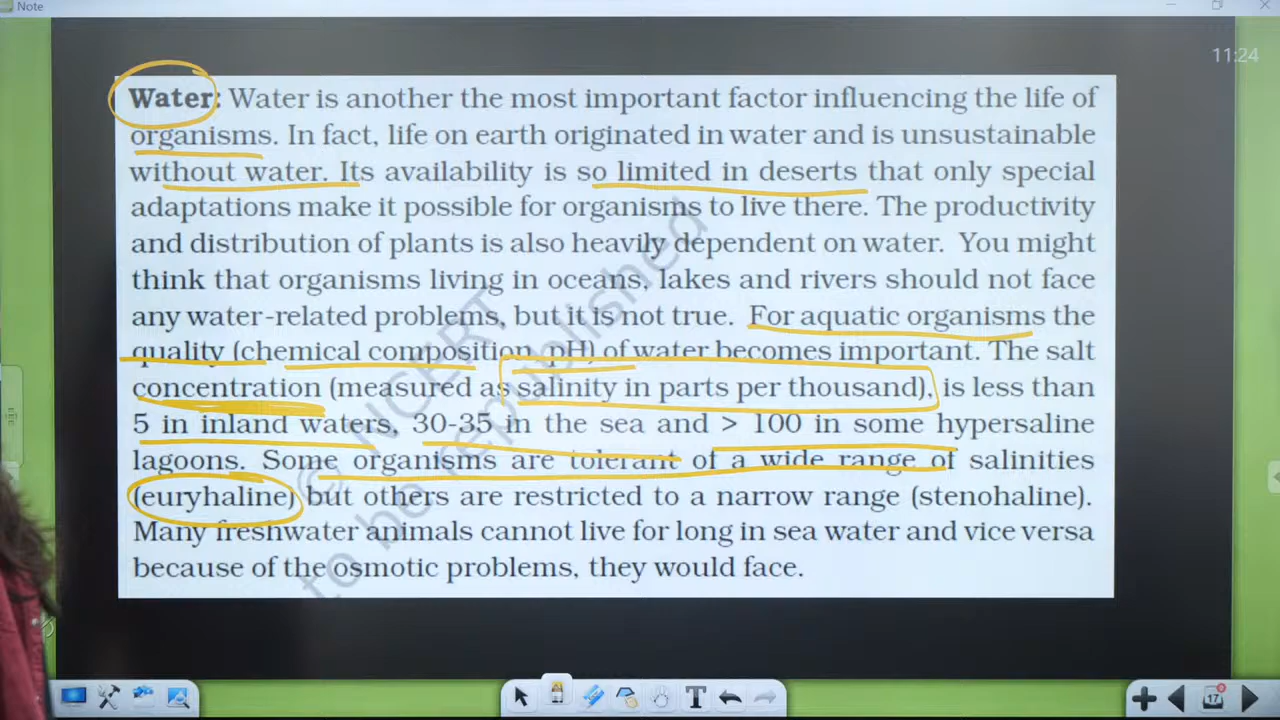 Note
11:24
Water: Water is another the most important factor influencing the life of
organisms. In fact, life on earth originated in water and is unsustainable
without water. Its availability is so limited in deserts that only special
adaptations make it possible for organisms to live there. The productivity
and distribution of plants is also heavily dependent on water. You might
think that organisms living in oceans, lakes and rivers should not face
any water-related problems, but it is not true. For aquatic organisms the
quality (chemical composition, pH) of water becomes important. The salt
concentration (measured as salinity in parts per thousand), is less than
5 in inland waters, 30-35 in the sea and > 100 in some hypersaline
lagoons. Some organisms are tolerant of a wide range of salinities
(euryhaline) but others are restricted to a narrow range (stenohaline).
Many freshwater animals cannot live for long in sea water and vice versa
because of the osmotic problems, they would face.
© NCERT
to be republished
T
17